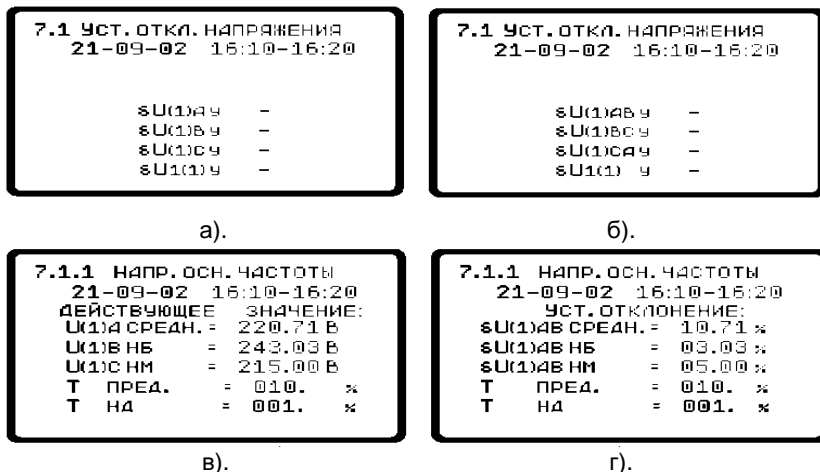 7.1 УСТ. ОТКЛ. НАПРЯЖЕНИЯ
21-09-02 16:10-16:20
δU(1)A У –
δU(1)B У –
δU(1)C У –
δU1(1) У –
а).
7.1 УСТ. ОТКЛ. НАПРЯЖЕНИЯ
21-09-02 16:10-16:20
δU(1)AB У –
δU(1)BC У –
δU(1)CA У –
δU1(1) У –
б).
7.1.1 НАПР. ОСН. ЧАСТОТЫ
21-09-02 16:10-16:20
ДЕЙСТВУЮЩЕЕ ЗНАЧЕНИЕ:
U(1)A СРЕДН. = 220.71 В
U(1)B НБ = 243.03 В
U(1)C НМ = 215.00 В
T ПРЕД. = 010. %
T НД = 001. %
в).
7.1.1 НАПР. ОСН. ЧАСТОТЫ
21-09-02 16:10-16:20
УСТ. ОТКЛОНЕНИЕ:
δU(1)AB СРЕДН. = 10.71 %
δU(1)AB НБ = 03.03 %
δU(1)AB НМ = 05.00 %
T ПРЕД. = 010. %
T НД = 001. %
г).